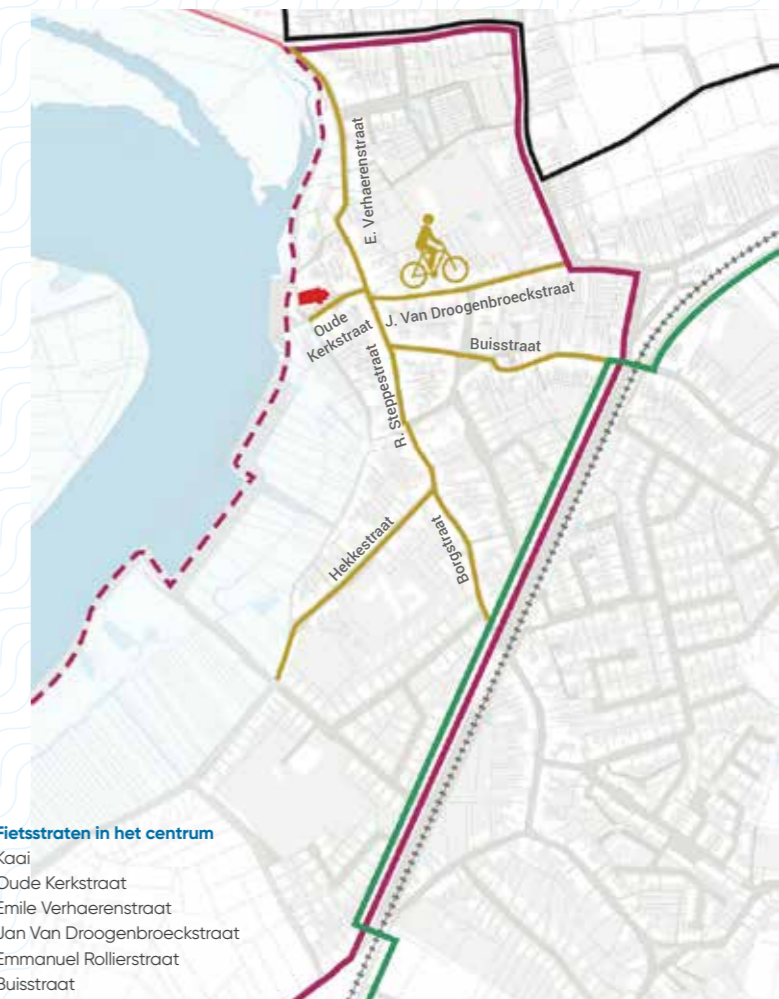 E. Verhaerenstraat
Oude
Kerkstraat
J. Van Droogenbroeckstraat
Buisstraat
R. Steppestraat
Hekkestraat
Borgstraat
Fietsstraten in het centrum
Kaai
Oude Kerkstraat
Emile Verhaerenstraat
Jan Van Droogenbroeckstraat
Emmanuel Rollierstraat
Buisstraat